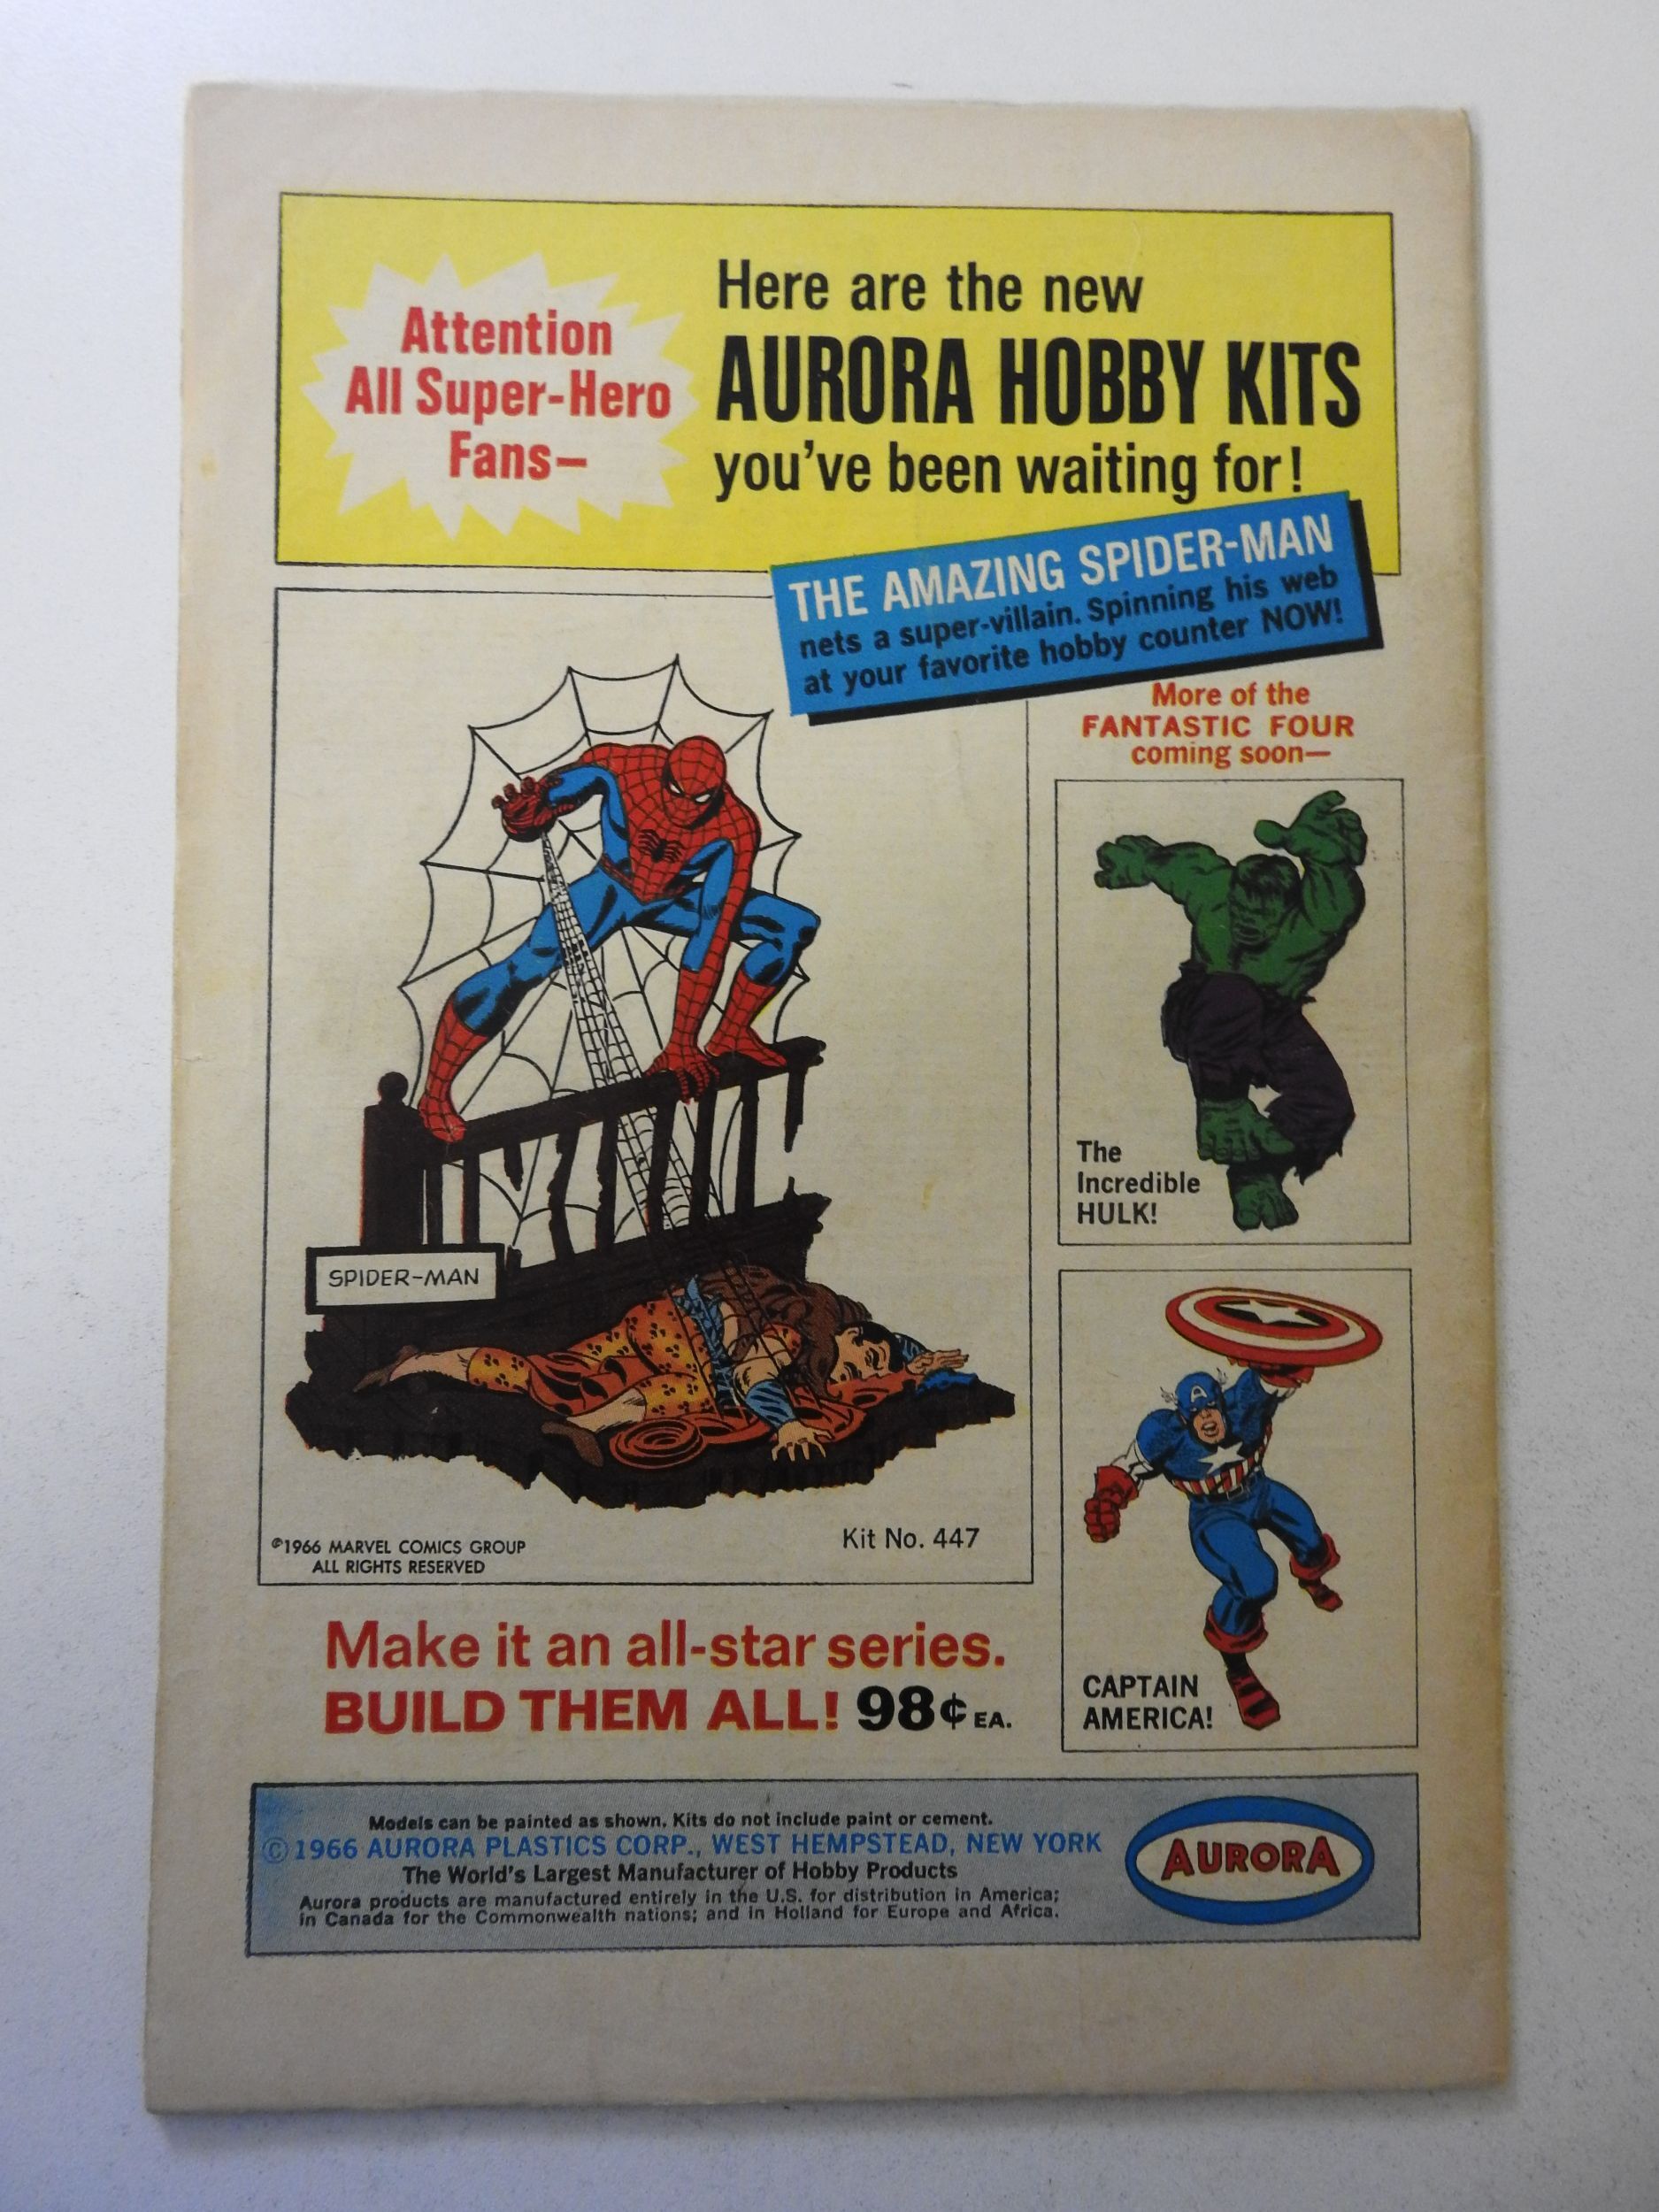 Attention
All Super-Hero
Fans—
Here are the new
AURORA HOBBY KITS
you've been waiting for!
THE AMAZING SPIDER-MAN
nets a super-villain. Spinning his web
at your favorite hobby counter NOW!
More of the
FANTASTIC FOUR
coming soon—
The
Incredible
HULK!
SPIDER-MAN
A
©1966 MARVEL COMICS GROUP
ALL RIGHTS RESERVED
Kit No. 447
CAPTAIN
AMERICA!
Make it an all-star series.
BUILD THEM ALL! 98¢ EA.
Models can be painted as shown. Kits do not include paint or cement.
© 1966 AURORA PLASTICS CORP., WEST HEMPSTEAD, NEW YORK
The World's Largest Manufacturer of Hobby Products
Aurora products are manufactured entirely in the U.S. for distribution in America;
in Canada for the Commonwealth nations; and in Holland for Europe and Africa.
AURORA